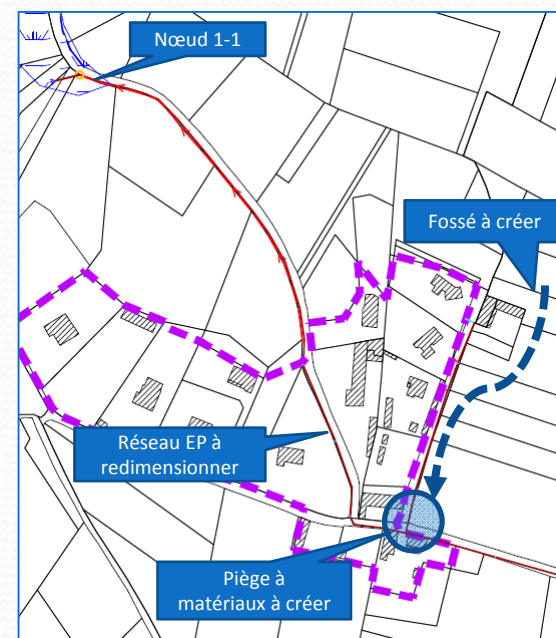 Nœud 1-1
Fossé à créer
Réseau EP à
redimensionner
Piège à
matériaux à créer